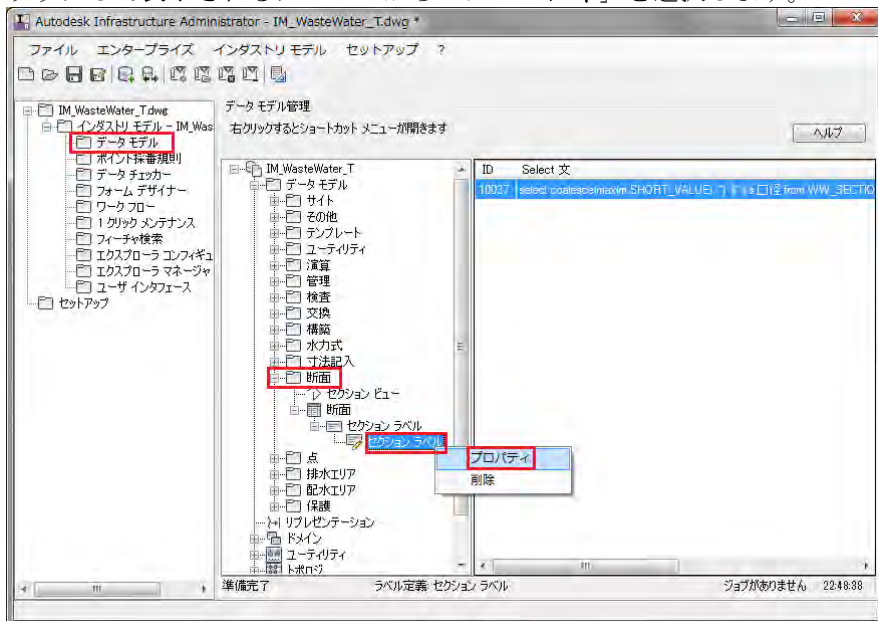 Autodesk Infrastructure Administrator - IM_WasteWater_T.dwg *
ファイル エンタープライズ インダストリ モデル セットアップ ?
IM_WasteWater_T.dwg
インダストリ モデル - IM_Was
データ モデル
ポイント採番規則
データ チェッカー
フォーム デザイナー
ワーク フロー
1 クリック メンテナンス
フィーチャ検索
エクスプローラ コンフィギュ
エクスプローラ マネージャ
ユーザ インタフェース
セットアップ
データ モデル管理
右クリックするとショートカット メニューが開きます
ヘルプ
IM_WasteWater_T
データ モデル
サイト
その他
テンプレート
ユーティリティ
演算
管理
検査
交換
構築
水力式
寸法記入
断面
セクション ビュー
断面
セクション ラベル
セクション ラベル
点
排水エリア
配水エリア
保護
リプレゼンテーション
ドメイン
ユーティリティ
トポロジ
ID Select 文
10037
プロパティ
削除
準備完了 ラベル定義: セクション ラベル ジョブがありません 22:48:38